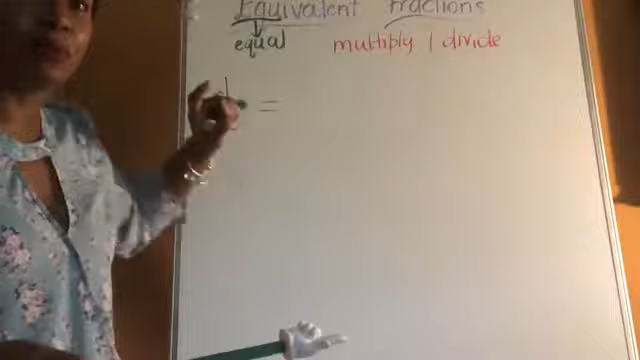 Equivalent Fractions
equal multiply / divide
=